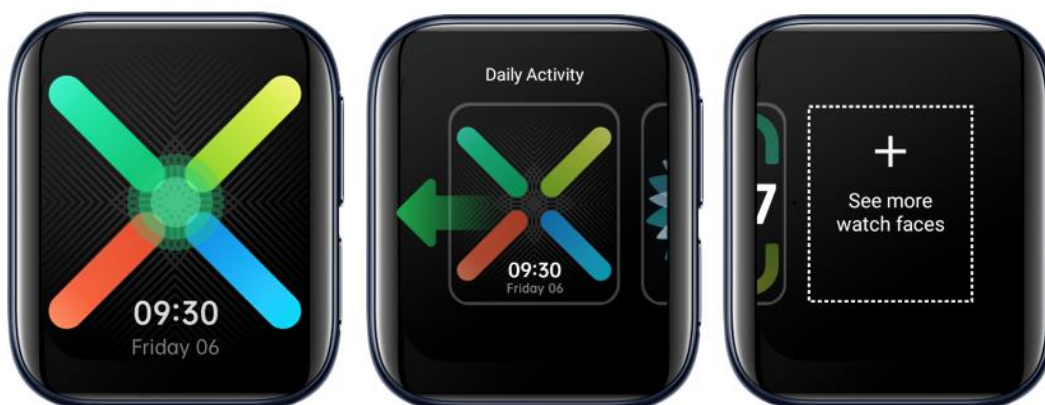 09:30
Friday 06
Daily Activity
09:30
Friday 06
7
+
See more
watch faces